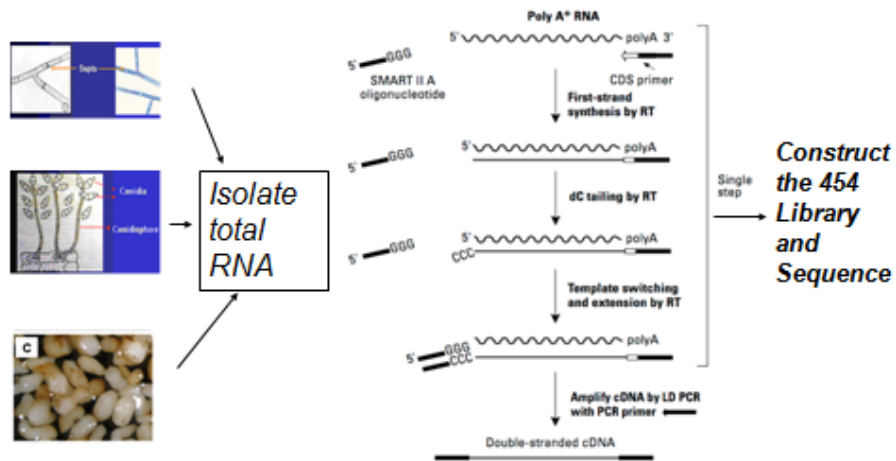 Septa
Conidia
Conidiophore
C
Isolate
total
RNA
Poly A+ RNA
5'
polyA 3'
5' GGG
SMART II A
oligonucleotide
CDS primer
First-strand
synthesis by RT
5' GGG
5'
polyA
dC tailing by RT
5' GGG
5'
polyA
CCC
Template switching
and extension by RT
5' GGG
CCC
polyA
Single
step
Amplify cDNA by LD PCR
with PCR primer
Double-stranded cDNA
Construct
the 454
Library
and
Sequence